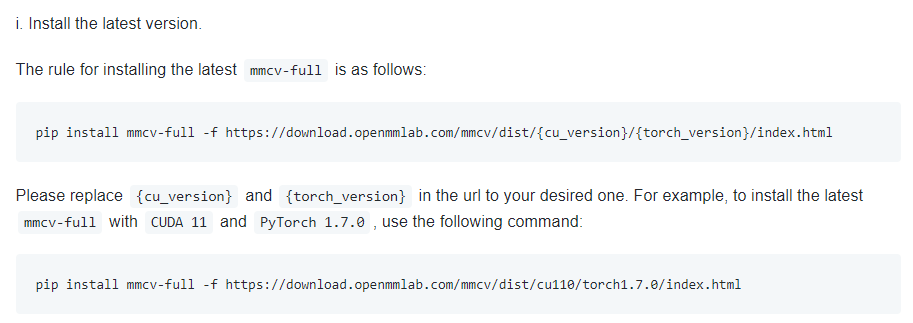 i. Install the latest version.
The rule for installing the latest mmcv-full is as follows:
pip install mmcv-full -f https://download.openmmlab.com/mmcv/dist/{cu_version}/{torch_version}/index.html
Please replace {cu_version} and {torch_version} in the url to your desired one. For example, to install the latest
mmcv-full with CUDA 11 and PyTorch 1.7.0 , use the following command:
pip install mmcv-full -f https://download.openmmlab.com/mmcv/dist/cu110/torch1.7.0/index.html